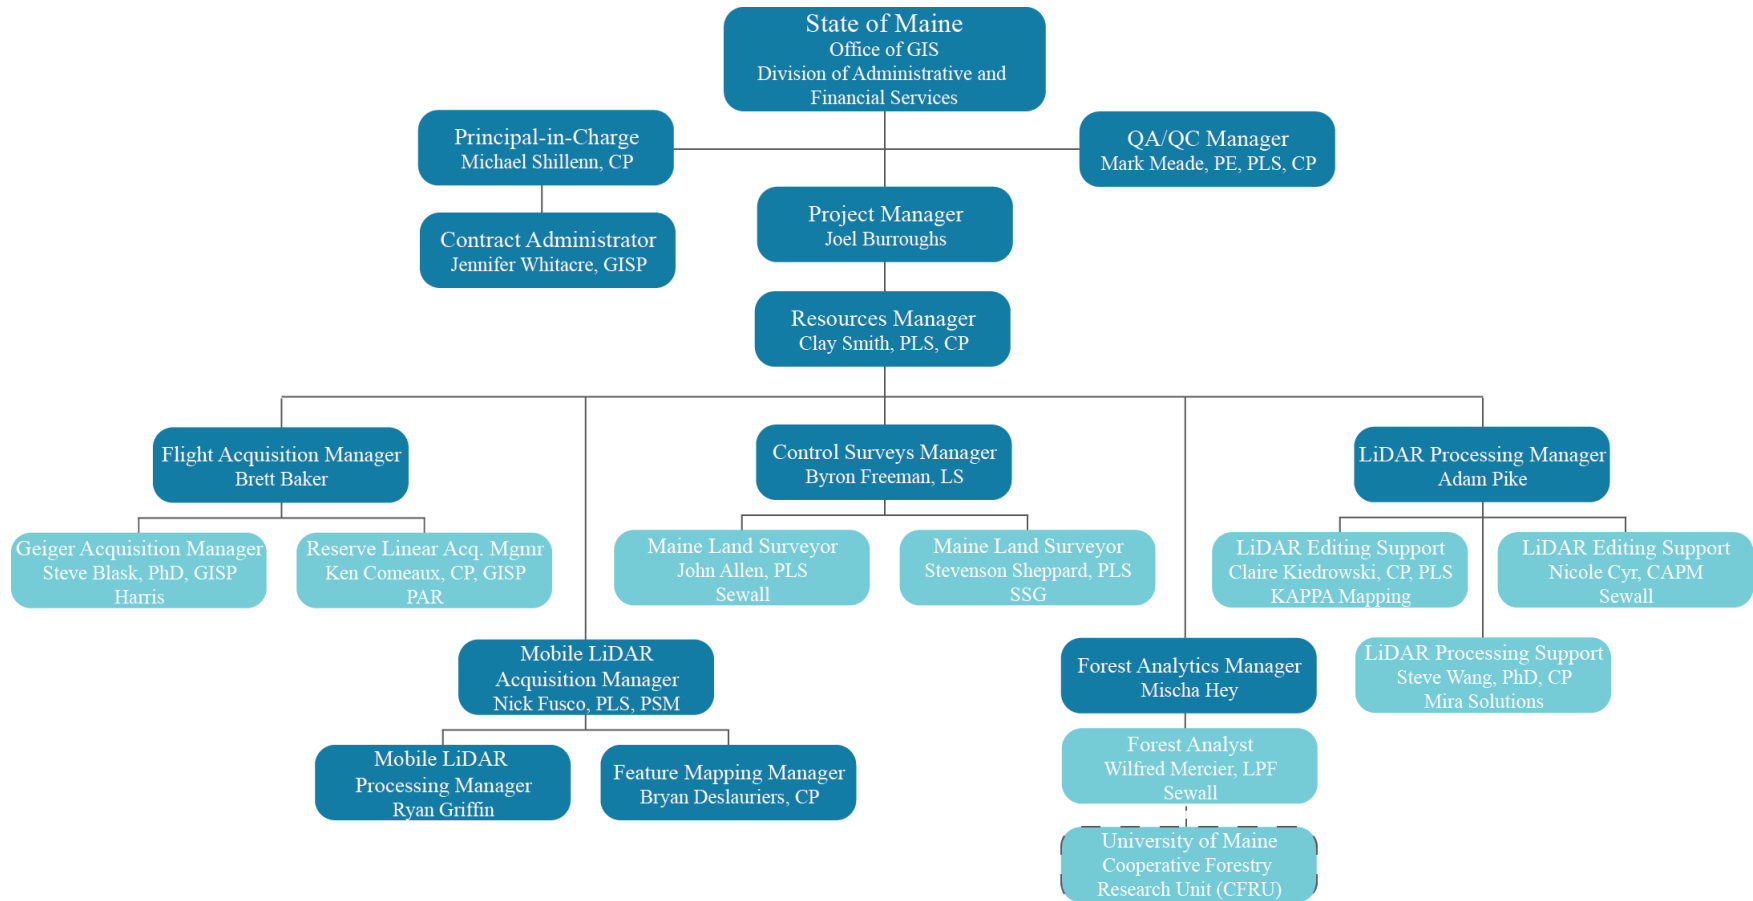 State of Maine
Office of GIS
Division of Administrative and
Financial Services
Principal-in-Charge
Michael Shillenn, CP
QA/QC Manager
Mark Meade, PE, PLS, CP
Project Manager
Joel Burroughs
Contract Administrator
Jennifer Whitacre, GISP
Resources Manager
Clay Smith, PLS, CP
Flight Acquisition Manager
Brett Baker
Control Surveys Manager
Byron Freeman, LS
LiDAR Processing Manager
Adam Pike
Geiger Acquisition Manager
Steve Blask, PhD, GISP
Harris
Reserve Linear Acq. Mgmr
Ken Comeaux, CP, GISP
PAR
Maine Land Surveyor
John Allen, PLS
Sewall
Maine Land Surveyor
Stevenson Sheppard, PLS
SSG
LiDAR Editing Support
Claire Kiedrowski, CP, PLS
KAPPA Mapping
LiDAR Editing Support
Nicole Cyr, CAPM
Sewall
Mobile LiDAR
Acquisition Manager
Nick Fusco, PLS, PSM
Forest Analytics Manager
Mischa Hey
LiDAR Processing Support
Steve Wang, PhD, CP
Mira Solutions
Mobile LiDAR
Processing Manager
Ryan Griffin
Feature Mapping Manager
Bryan Deslauriers, CP
Forest Analyst
Wilfred Mercier, LPF
Sewall
University of Maine
Cooperative Forestry
Research Unit (CFRU)